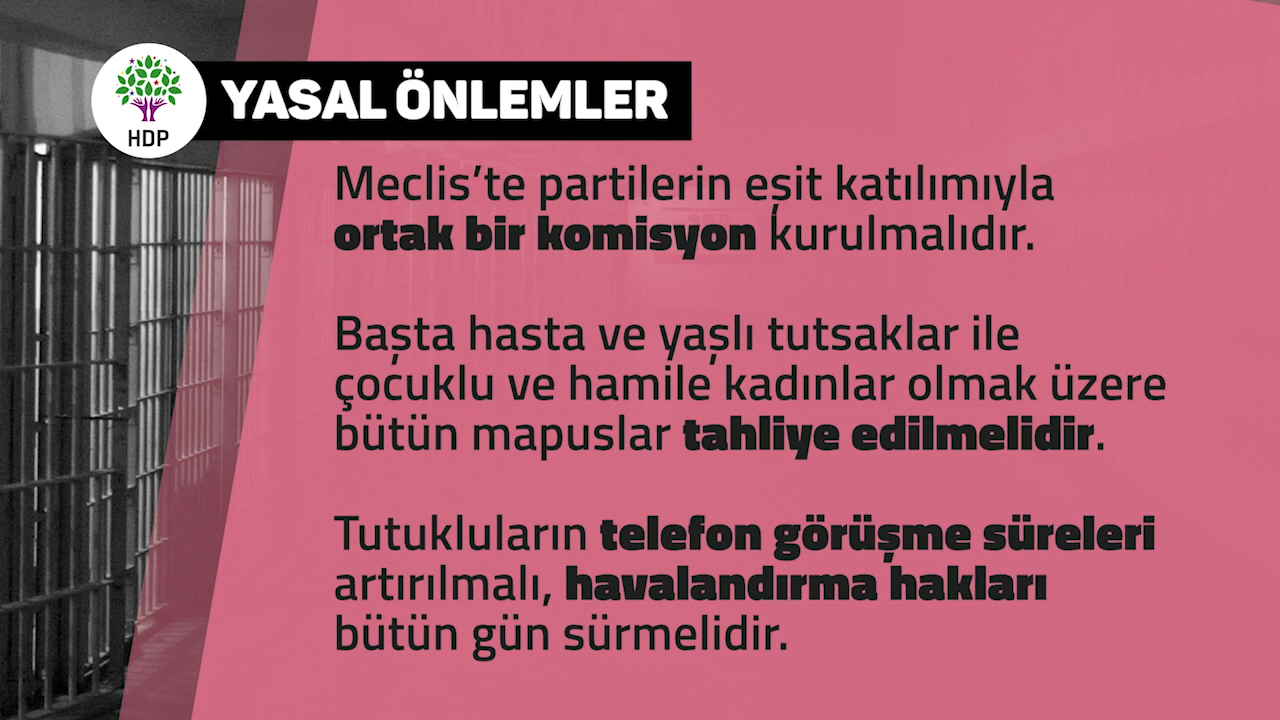 HDP
YASAL ÖNLEMLER
Meclis’te partilerin eşit katılımıyla
ortak bir komisyon kurulmalıdır.
Başta hasta ve yaşlı tutsaklar ile
çocuklu ve hamile kadınlar olmak üzere
bütün mapuslar tahliye edilmelidir.
Tutukluların telefon görüşme süreleri
artırılmalı, havalandırma hakları
bütün gün sürmelidir.